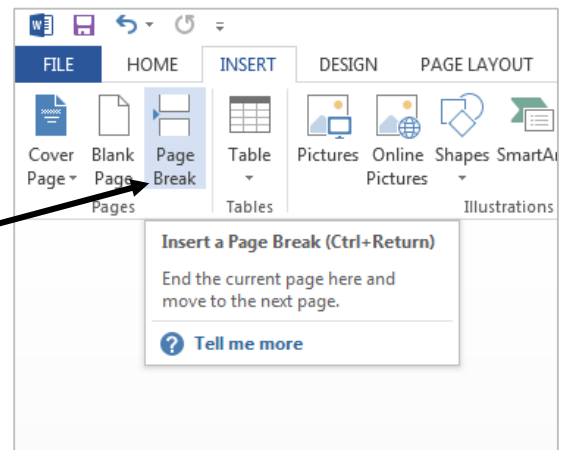 W
FILE HOME INSERT DESIGN PAGE LAYOUT
Cover Blank Page Table Pictures Online Shapes SmartA
Page Page Break Pictures
Pages Tables Illustrations
Insert a Page Break (Ctrl+Return)
End the current page here and
move to the next page.
? Tell me more